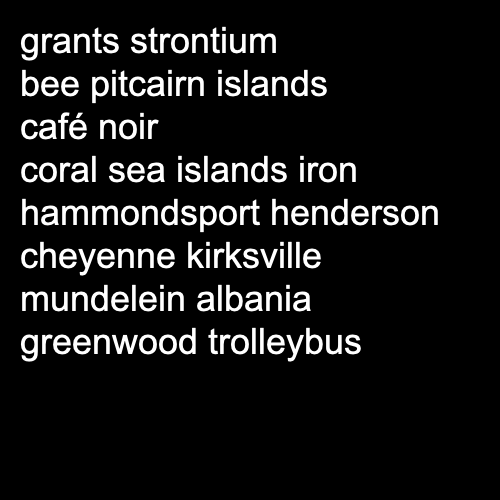 grants strontium
bee pitcairn islands
café noir
coral sea islands iron
hammondsport henderson
cheyenne kirksville
mundelein albania
greenwood trolleybus